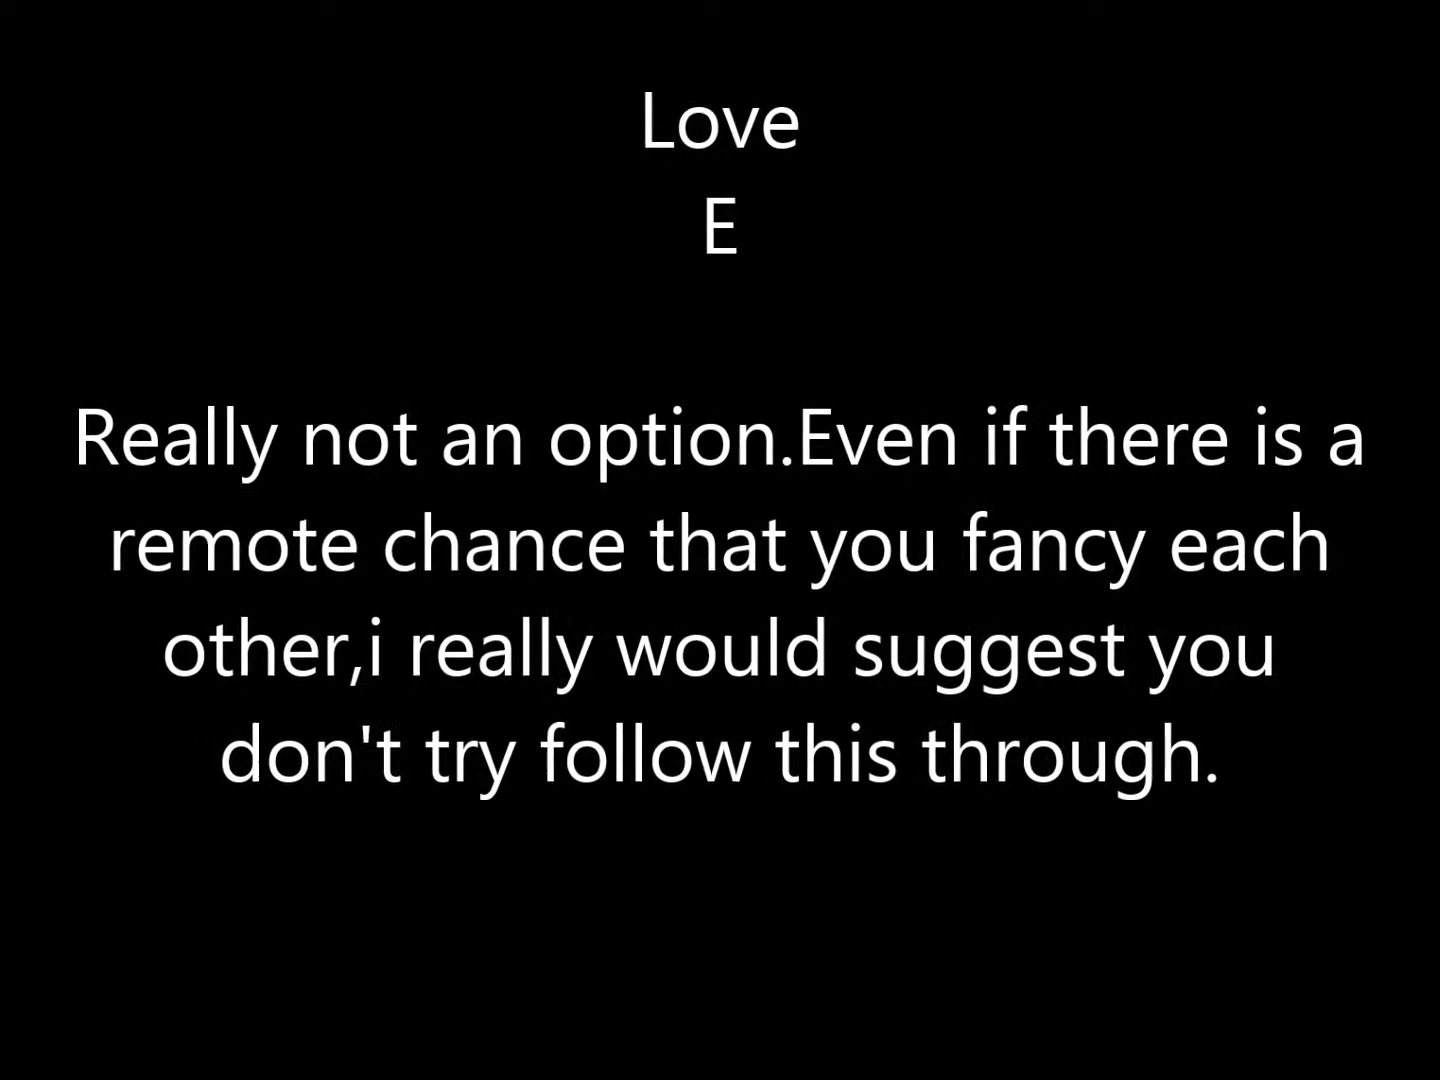 Love
E
Really not an option.Even if there is a
remote chance that you fancy each
other,i really would suggest you
don't try follow this through.